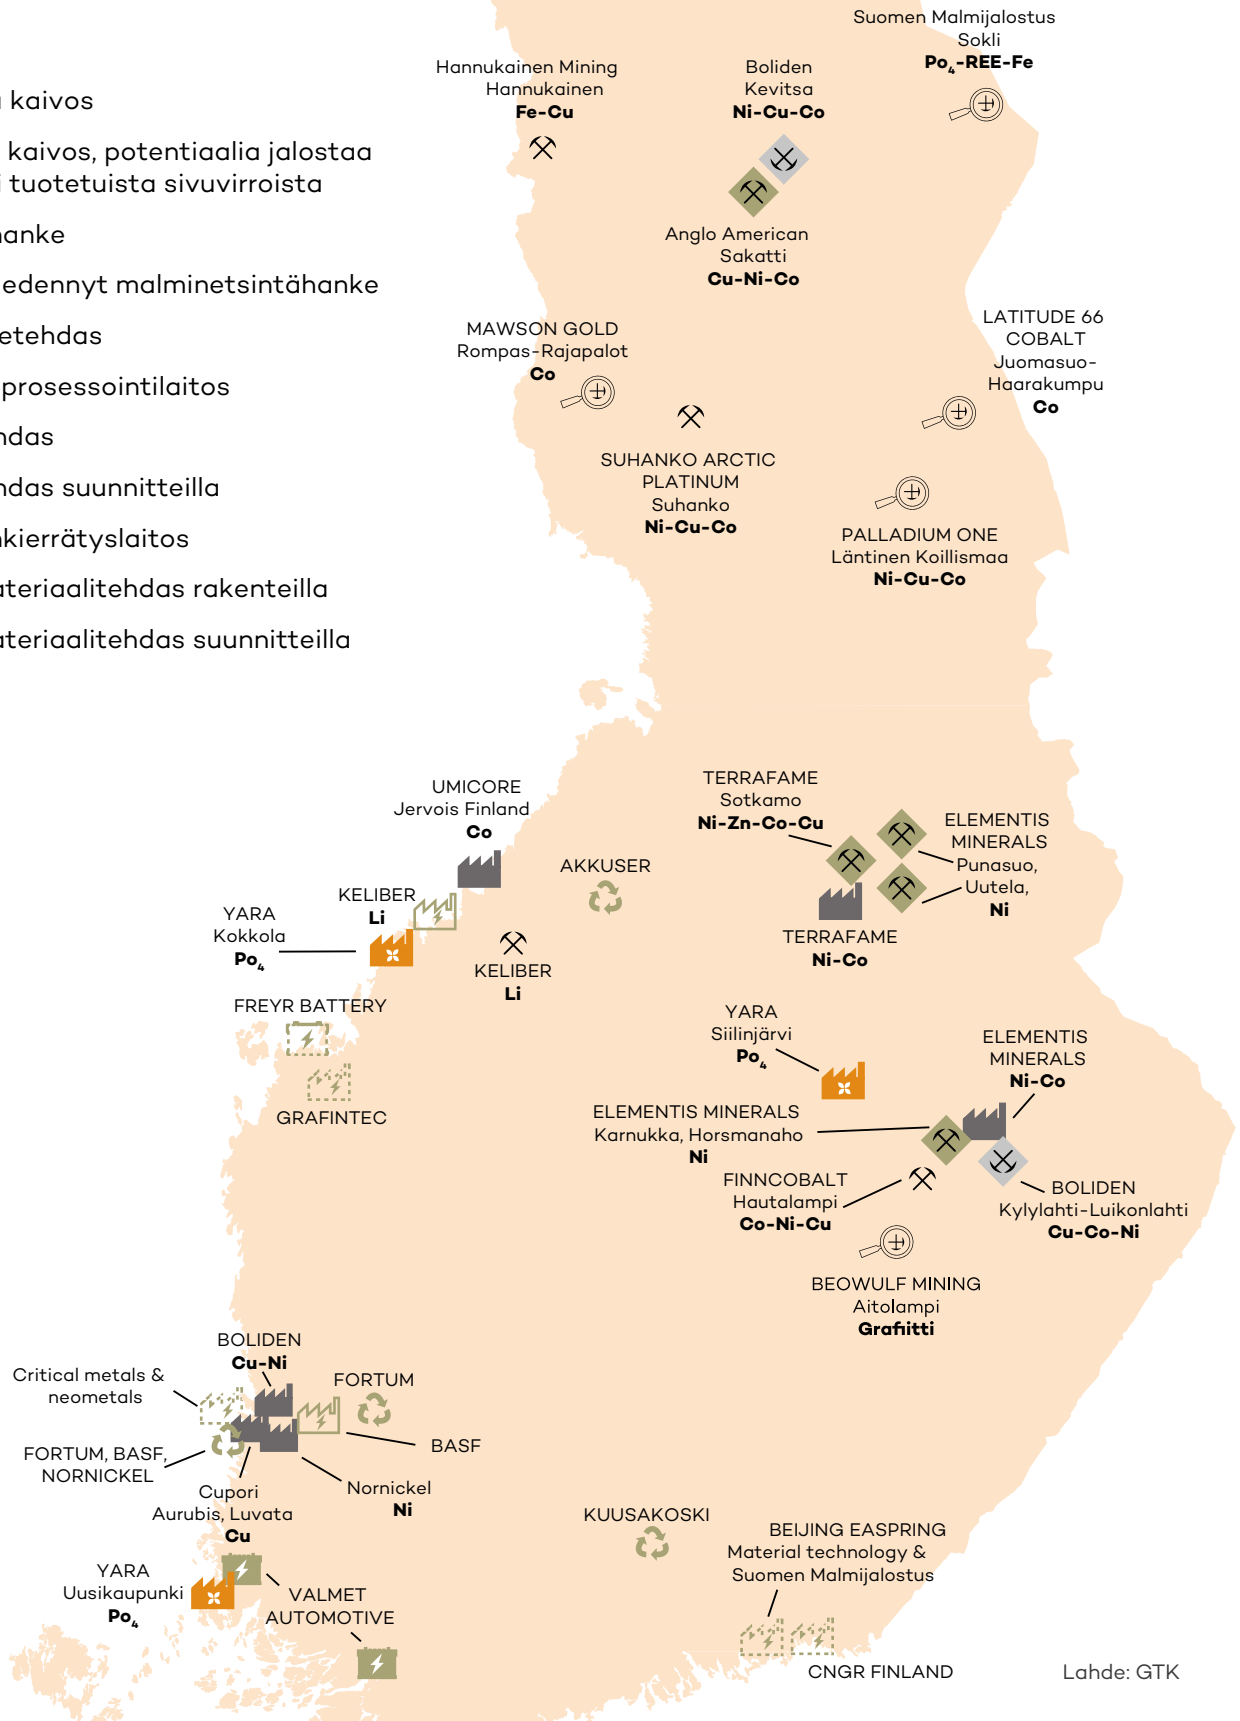 kaivos
kaivos, potentiaalia jalostaa
tuotetuista sivuvirroista
edennyt malminetsintähanke
prosessointilaitos
suunnitteilla
rakenteilla
suunnitteilla
Suomen Malmijalostus
Sokli
Po₄-REE-Fe
Hannukainen Mining
Hannukainen
Fe-Cu
Boliden
Kevitsa
Ni-Cu-Co
Anglo American
Sakatti
Cu-Ni-Co
MAWSON GOLD
Rompas-Rajapalot
Co
LATITUDE 66
COBALT
Juomasuo-
Haarakumpu
Co
SUHANKO ARCTIC
PLATINUM
Suhanko
Ni-Cu-Co
PALLADIUM ONE
Läntinen Koillismaa
Ni-Cu-Co
UMICORE
Jervois Finland
Co
TERRAFAME
Sotkamo
Ni-Zn-Co-Cu
ELEMENTIS
MINERALS
Punasuo,
Uutela,
Ni
AKKUSER
KELIBER
Li
YARA
Kokkola
Po₄
KELIBER
Li
TERRAFAME
Ni-Co
FREYR BATTERY
GRAFINTEC
YARA
Siilinjärvi
Po₄
ELEMENTIS
MINERALS
Ni-Co
ELEMENTIS MINERALS
Karnukka, Horsmanaho
Ni
FINNCOBALT
Hautalampi
Co-Ni-Cu
BOLIDEN
Kylylahti-Luikonlahti
Cu-Co-Ni
BEOWULF MINING
Aitolampi
Grafiitti
BOLIDEN
Cu-Ni
Critical metals &
neometals
FORTUM
BASF
FORTUM, BASF,
NORNICKEL
Cupori
Aurubis, Luvata
Cu
Nornickel
Ni
KUUSAKOSKI
BEIJING EASPRING
Material technology &
Suomen Malmijalostus
YARA
Uusikaupunki
Po₄
VALMET
AUTOMOTIVE
CNGR FINLAND
Lahde: GTK